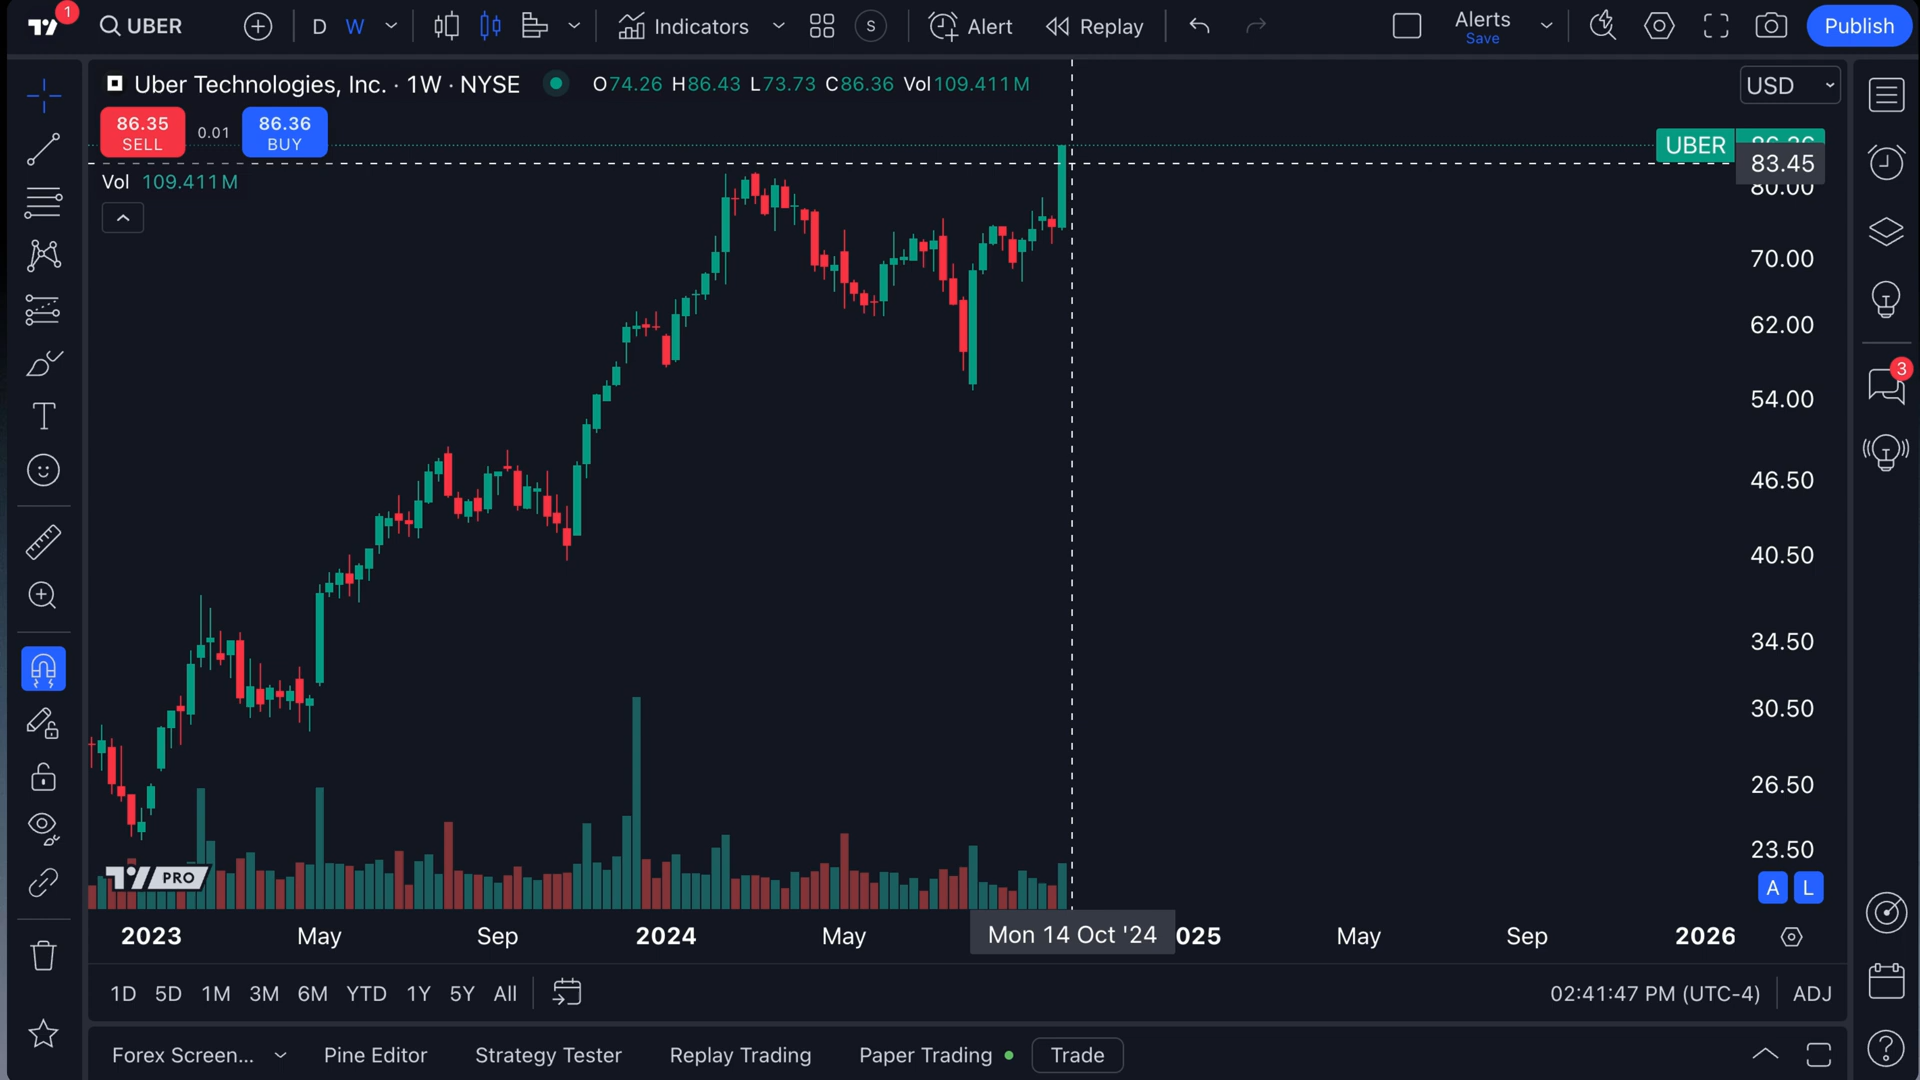 1
UBER
D W
Indicators
S
Alert
Replay
Alerts
Save
Publish
Uber Technologies, Inc. · 1W · NYSE
O74.26 H86.43 L73.73 C86.36 Vol109.411M
USD
86.35
SELL
0.01
86.36
BUY
UBER
83.45
80.00
Vol 109.411M
70.00
62.00
54.00
46.50
40.50
34.50
30.50
26.50
23.50
3
T
PRO
A L
2023 May Sep 2024 May Mon 14 Oct '24 025 May Sep 2026
1D 5D 1M 3M 6M YTD 1Y 5Y All
02:41:47 PM (UTC-4) ADJ
Forex Screen... Pine Editor Strategy Tester Replay Trading Paper Trading Trade